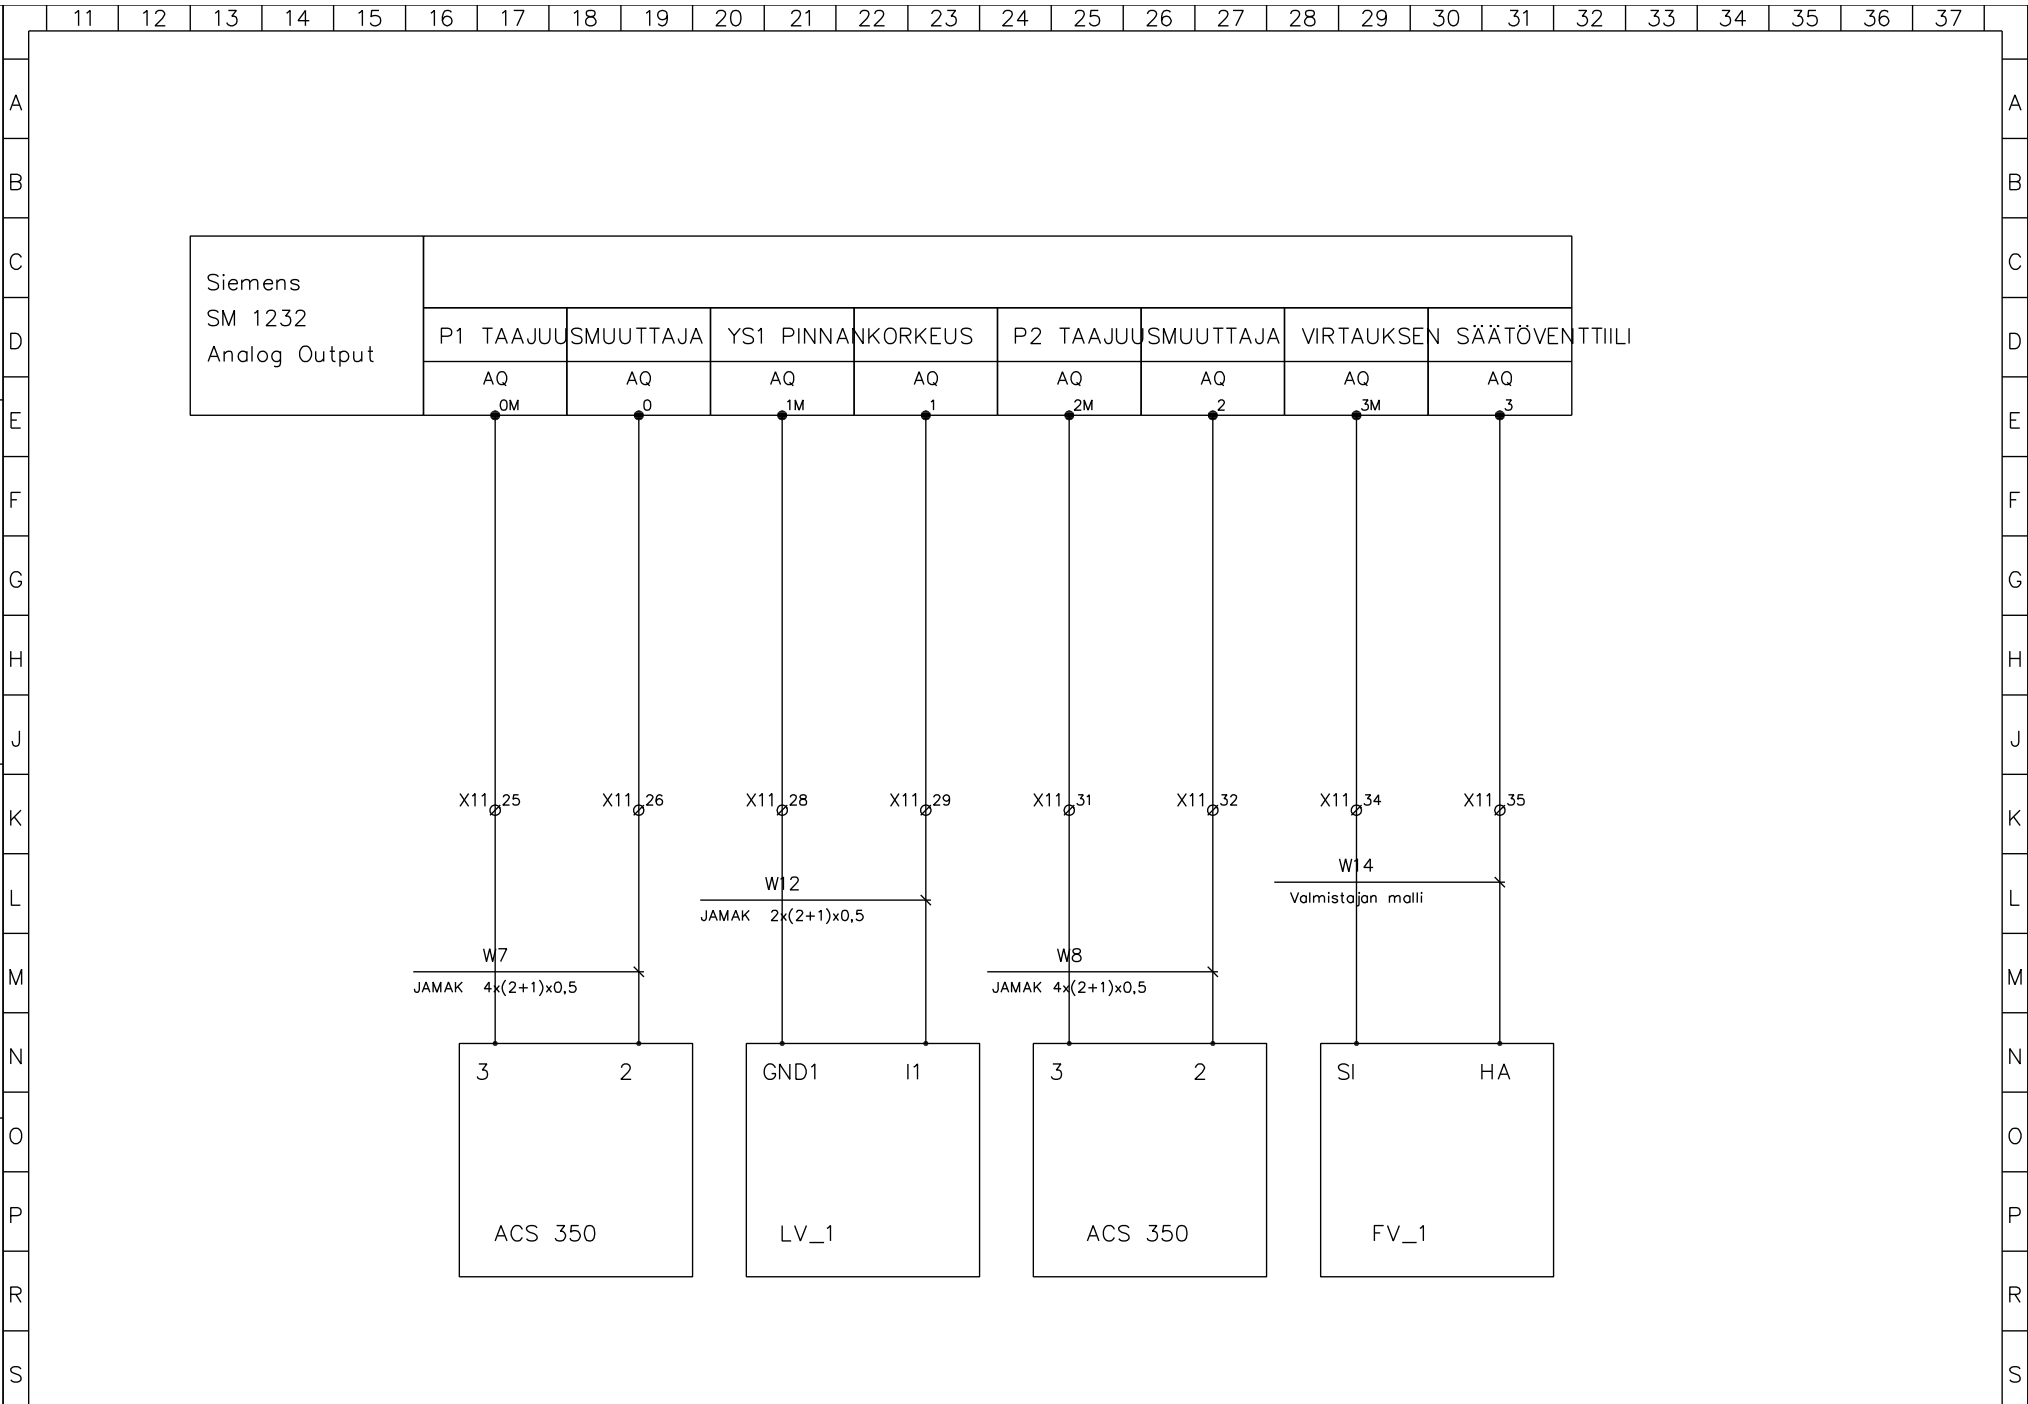 11 12 13 14 15 16 17 18 19 20 21 22 23 24 25 26 27 28 29 30 31 32 33 34 35 36 37
A A
B B
C C
Siemens
SM 1232
Analog Output
P1 TAAJUUSMUUTTAJA YS1 PINNANKORKEUS P2 TAAJUUSMUUTTAJA VIRTAUKSEN SÄÄTÖVENTTIILI
D D
AQ AQ AQ AQ AQ AQ AQ AQ
0M 0 1M 1 2M 2 3M 3
E E
F F
G G
H H
J J
X11 25 X11 26 X11 28 X11 29 X11 31 X11 32 X11 34 X11 35
K K
W14
W12
L Valmistajan malli L
JAMAK 2x(2+1)x0,5
W7 W8
M M
JAMAK 4x(2+1)x0,5 JAMAK 4x(2+1)x0,5
N N
3 2 GND1 I1 3 2 SI HA
O O
P P
ACS 350 LV_1 ACS 350 FV_1
R R
S S